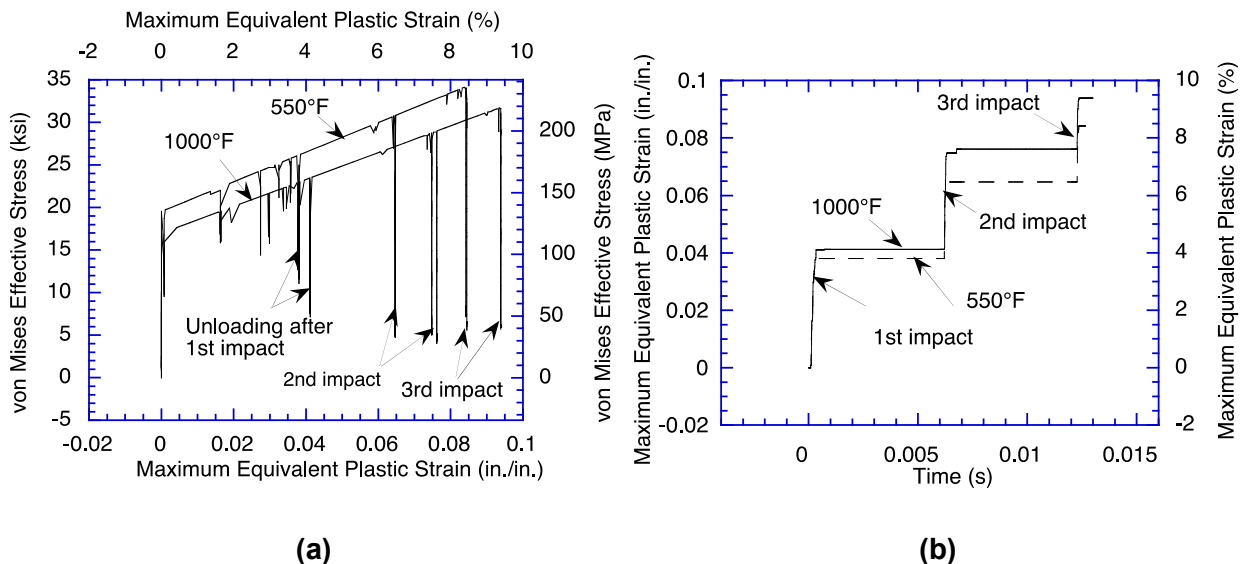 Maximum Equivalent Plastic Strain (%)
-2 0 2 4 6 8 10
35
30
25
20
15
10
5
0
-5
von Mises Effective Stress (ksi)
550°F
1000°F
Unloading after
1st impact
2nd impact
3rd impact
200
150
100
50
0
von Mises Effective Stress (MPa)
-0.02 0 0.02 0.04 0.06 0.08 0.1
Maximum Equivalent Plastic Strain (in./in.)
(a)
Maximum Equivalent Plastic Strain (in./in.)
0.1
0.08
0.06
0.04
0.02
0
-0.02
3rd impact
2nd impact
1000°F
550°F
1st impact
10
8
6
4
2
0
-2
Maximum Equivalent Plastic Strain (%)
0 0.005 0.01 0.015
Time (s)
(b)